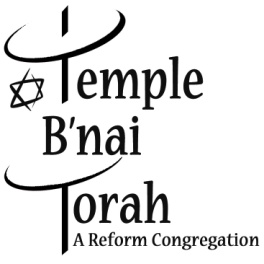 Temple
B'nai
Torah
A Reform Congregation